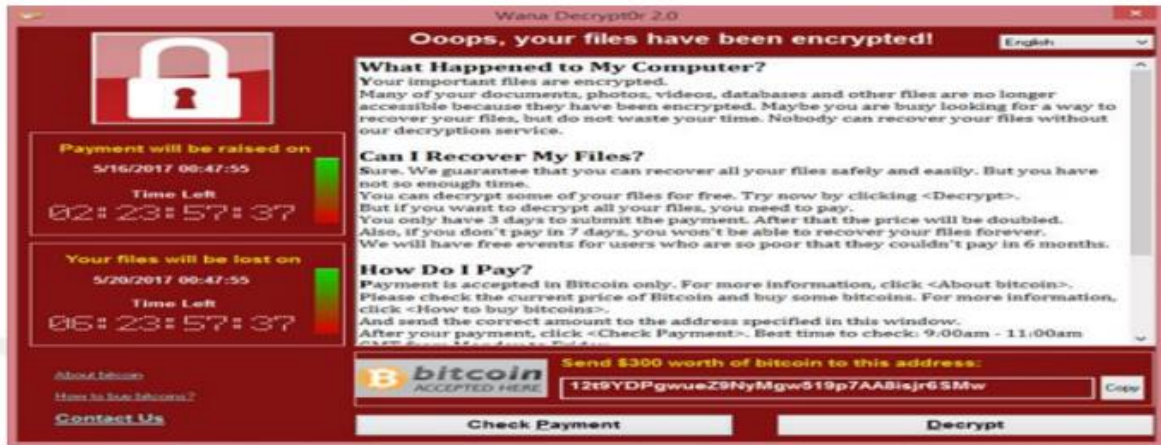 Wana Decrypt0r 2.0
Ooops, your files have been encrypted!
English
Payment will be raised on
5/16/2017 00:47:55
Time Left
02:23:57:37
Your files will be lost on
5/20/2017 00:47:55
Time Left
06:23:57:37
About bitcoin
How to buy bitcoins?
Contact Us
What Happened to My Computer?
Your important files are encrypted.
Many of your documents, photos, videos, databases and other files are no longer
accessible because they have been encrypted. Maybe you are busy looking for a way to
recover your files, but do not waste your time. Nobody can recover your files without
our decryption service.
Can I Recover My Files?
Sure. We guarantee that you can recover all your files safely and easily. But you have
not so enough time.
You can decrypt some of your files for free. Try now by clicking <Decrypt>.
But if you want to decrypt all your files, you need to pay.
You only have 3 days to submit the payment. After that the price will be doubled.
Also, if you don't pay in 7 days, you won't be able to recover your files forever.
We will have free events for users who are so poor that they couldn't pay in 6 months.
How Do I Pay?
Payment is accepted in Bitcoin only. For more information, click <About bitcoin>.
Please check the current price of Bitcoin and buy some bitcoins. For more information,
click <How to buy bitcoins>.
And send the correct amount to the address specified in this window.
After your payment, click <Check Payment>. Best time to check: 9:00am - 11:00am
GMT from Monday to Friday.
bitcoin
ACCEPTED HERE
Send $300 worth of bitcoin to this address:
12t9YDPgwueZ9NyMgw519p7AA8isjr6SMw
Copy
Check Payment
Decrypt